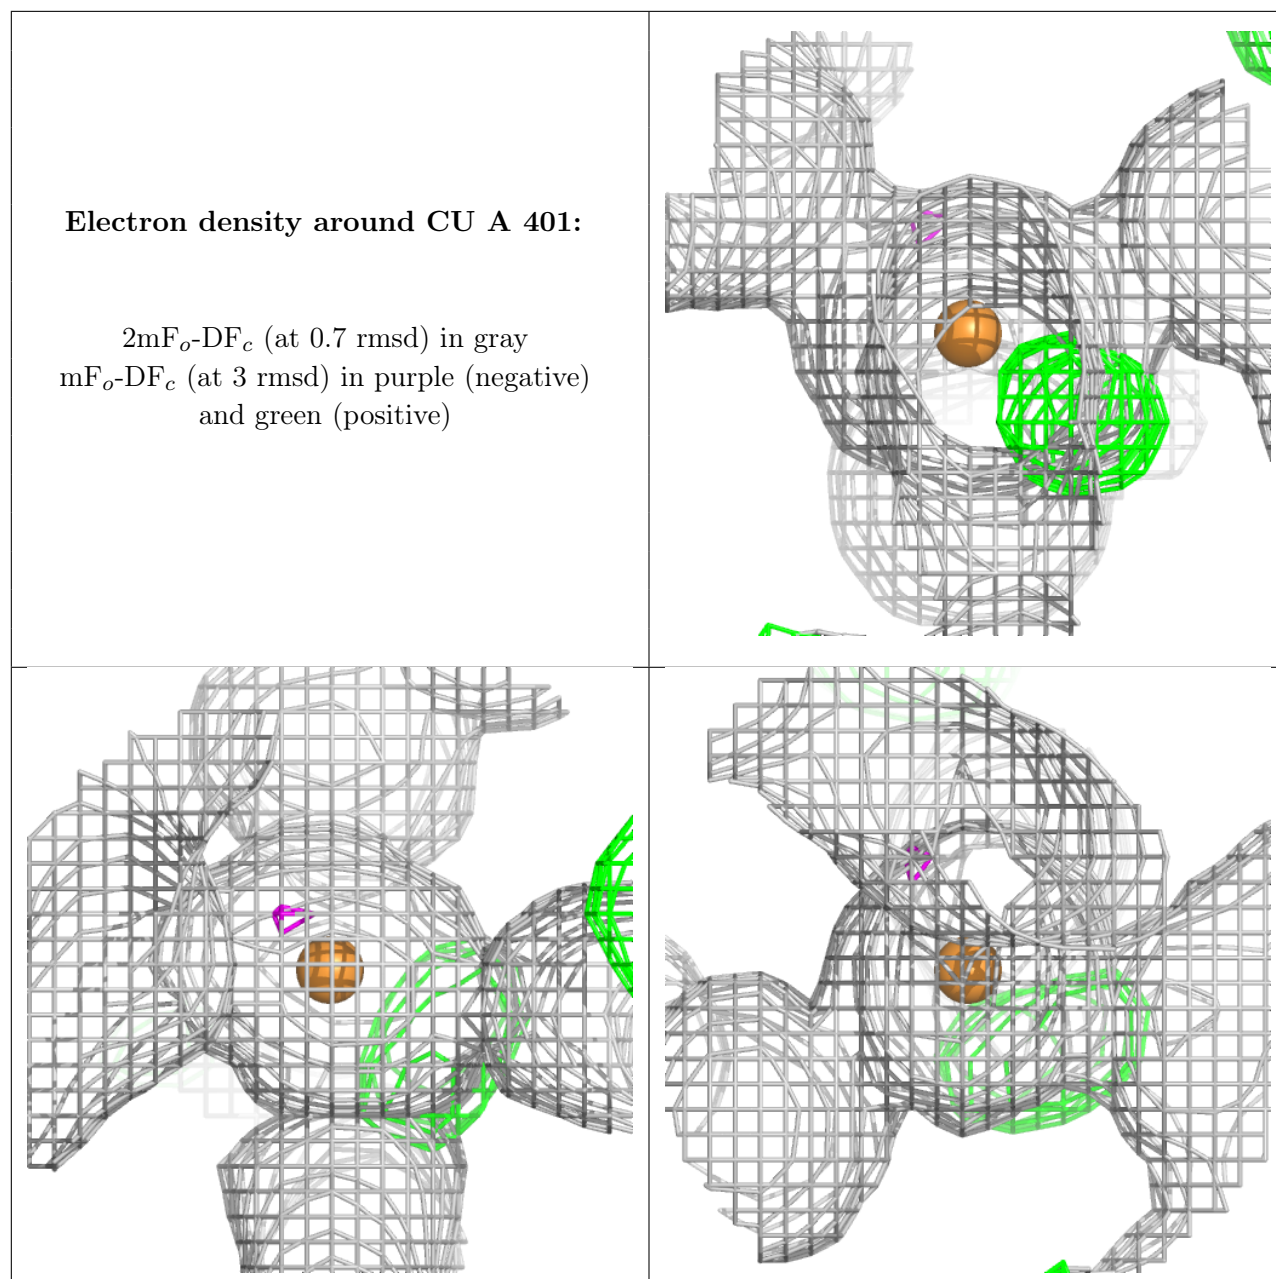 Electron density around CU A 401:
2mFo-DFc (at 0.7 rmsd) in gray
mFo-DFc (at 3 rmsd) in purple (negative)
and green (positive)